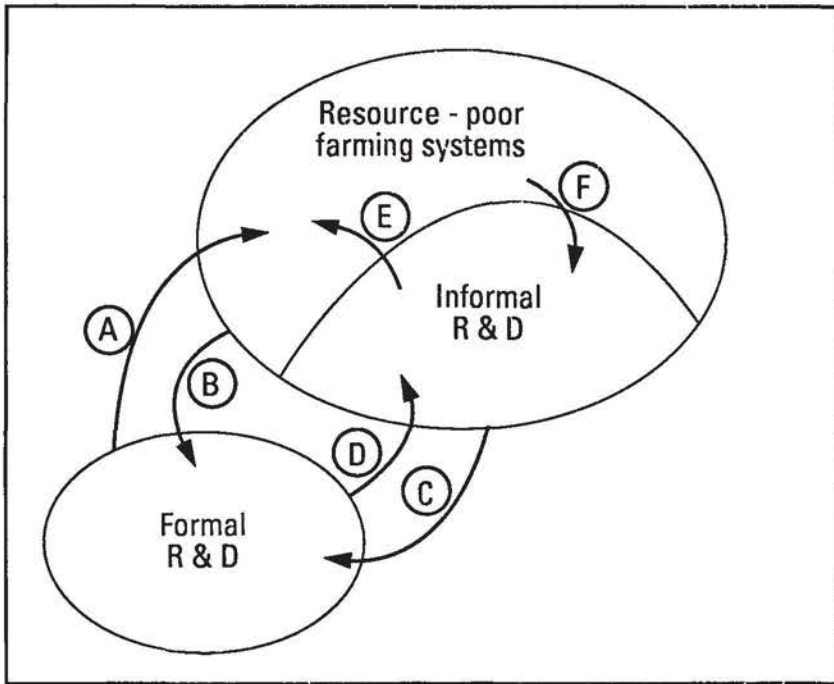 Resource - poor
farming systems
F
E
Informal
R & D
A
B
D
C
Formal
R & D